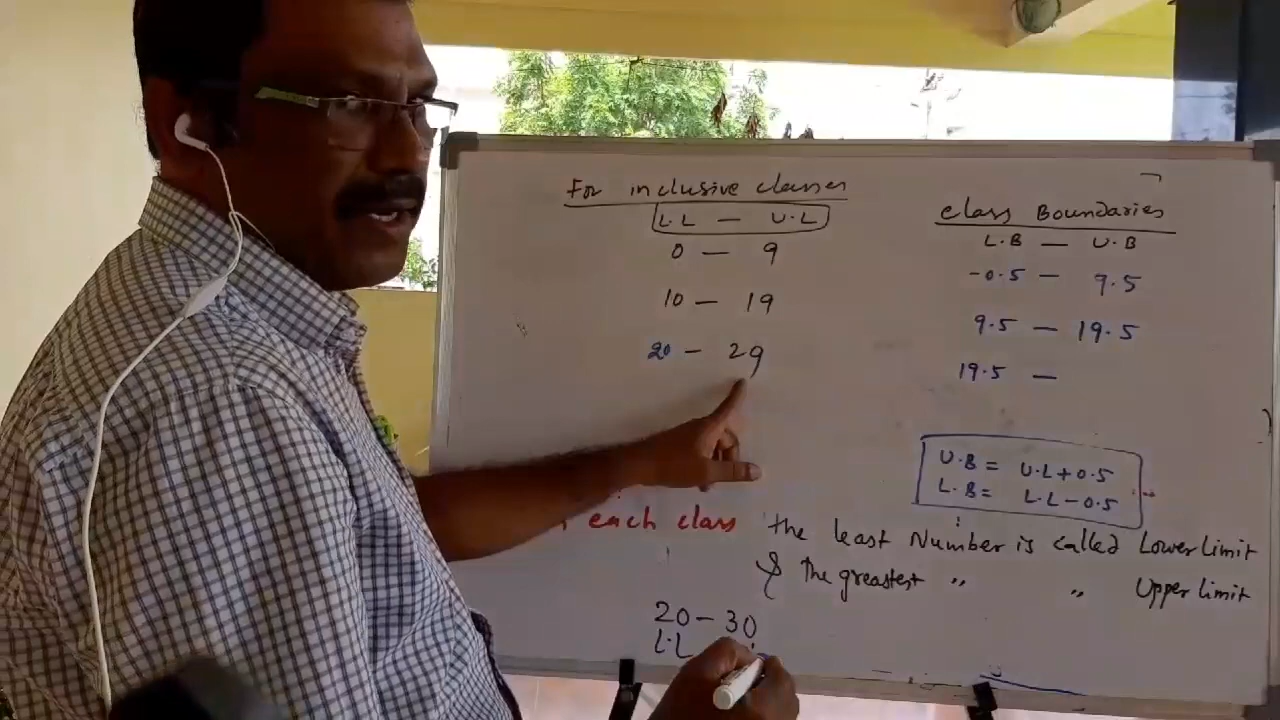 For inclusive classes
L.L — U.L
0 — 9
10 — 19
20 — 29
class Boundaries
L.B — U.B
-0.5 — 9.5
9.5 — 19.5
19.5 —
U.B = U.L+0.5
L.B= L.L-0.5
each class the least Number is called Lower limit
& The greatest " " Upper limit
20 - 30
L.L